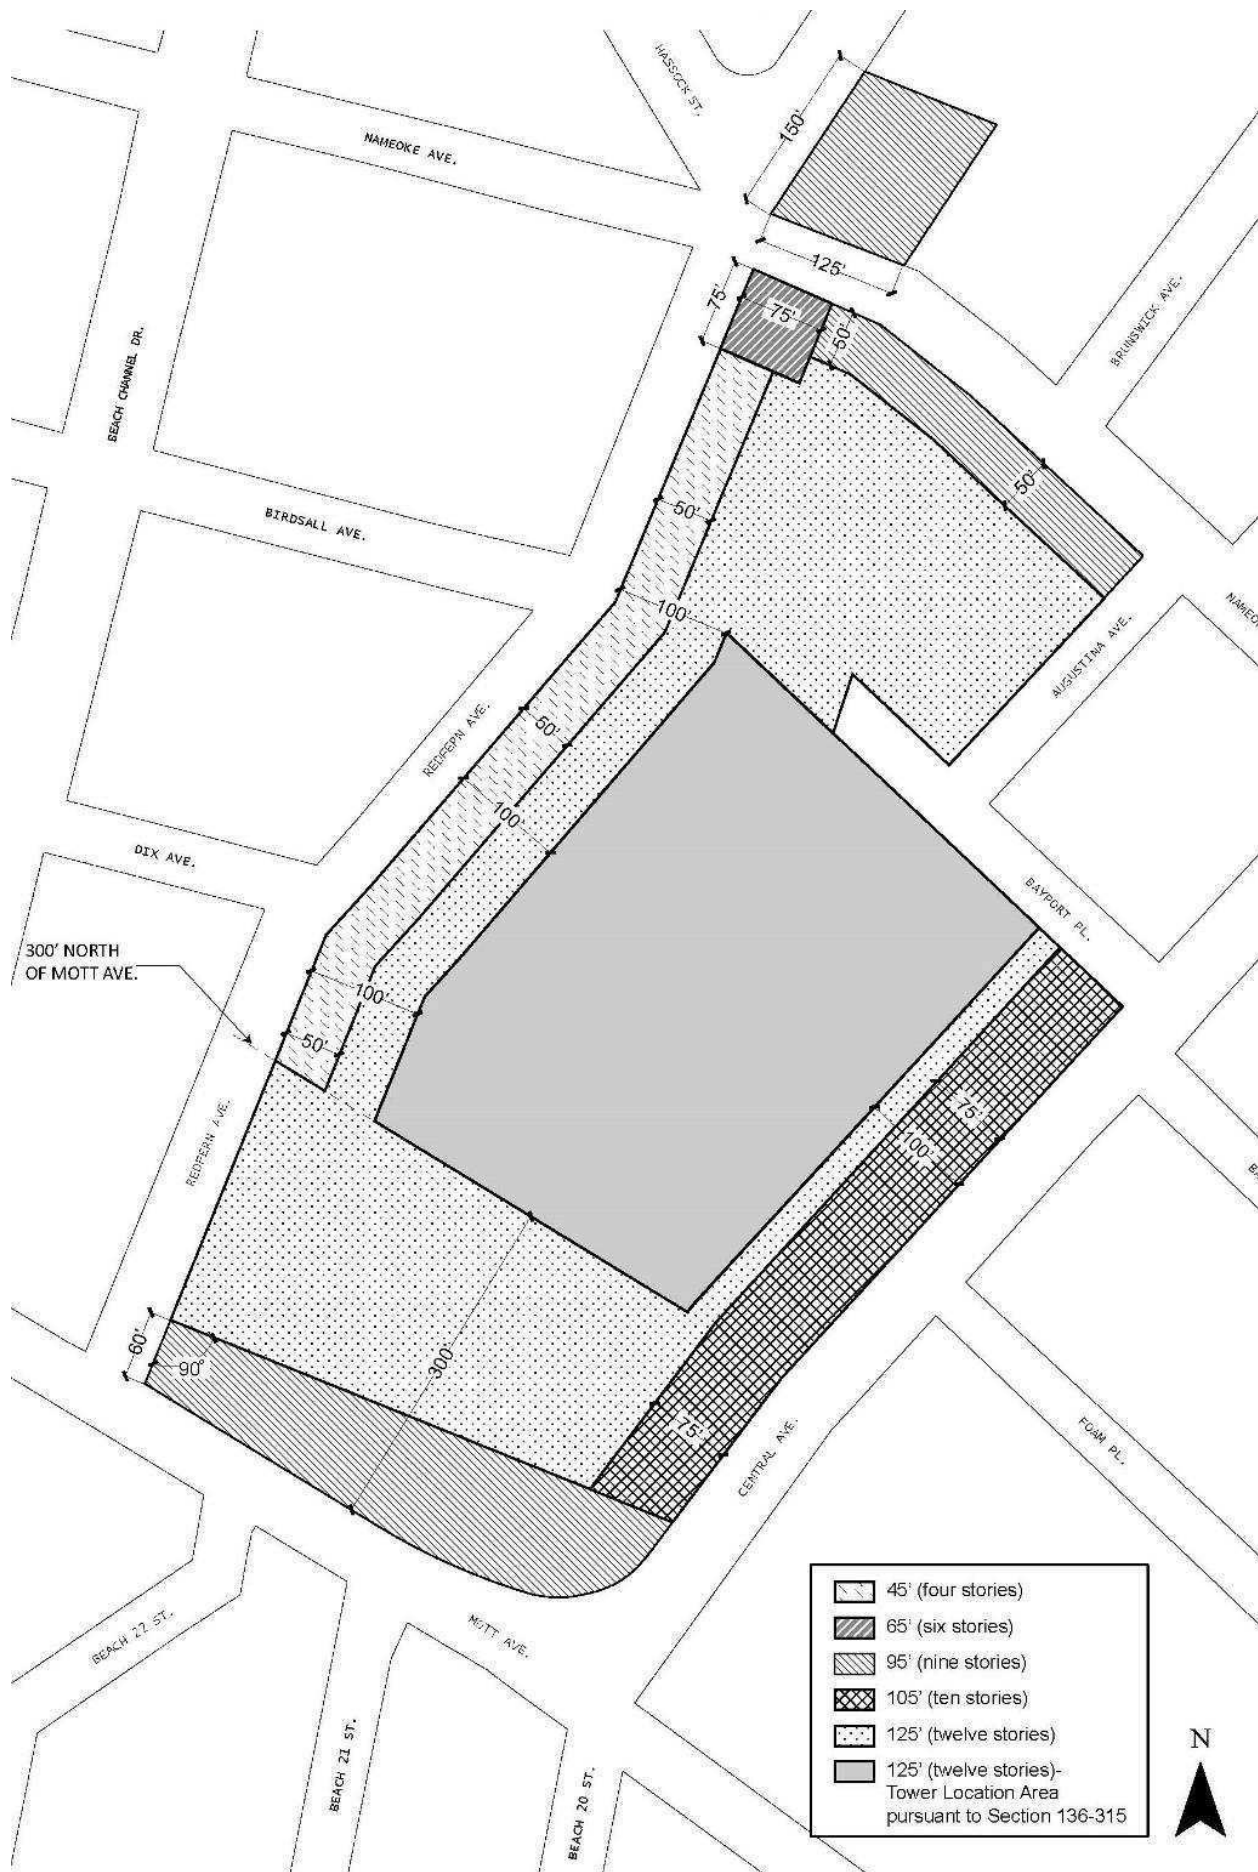 HASSOCK ST.
150'
NAMEOKE AVE.
125'
75'
75'
50'
BRUNSWICK AVE.
BEACH CHANNEL DR.
50'
50'
BIRDSALL AVE.
100'
NAMEO
AUGUSTINA AVE.
50'
REDFERN AVE.
100'
DIX AVE.
BAYPORT PL.
300' NORTH
OF MOTT AVE.
100'
50'
75'
100'
REDFERN AVE.
BA
60'
90°
300'
75'
CENTRAL AVE.
FOAM PL.
BEACH 22 ST.
MOTT AVE.
BEACH 21 ST.
BEACH 20 ST.
45' (four stories)
65' (six stories)
95' (nine stories)
105' (ten stories)
125' (twelve stories)
125' (twelve stories)-
Tower Location Area
pursuant to Section 136-315
N